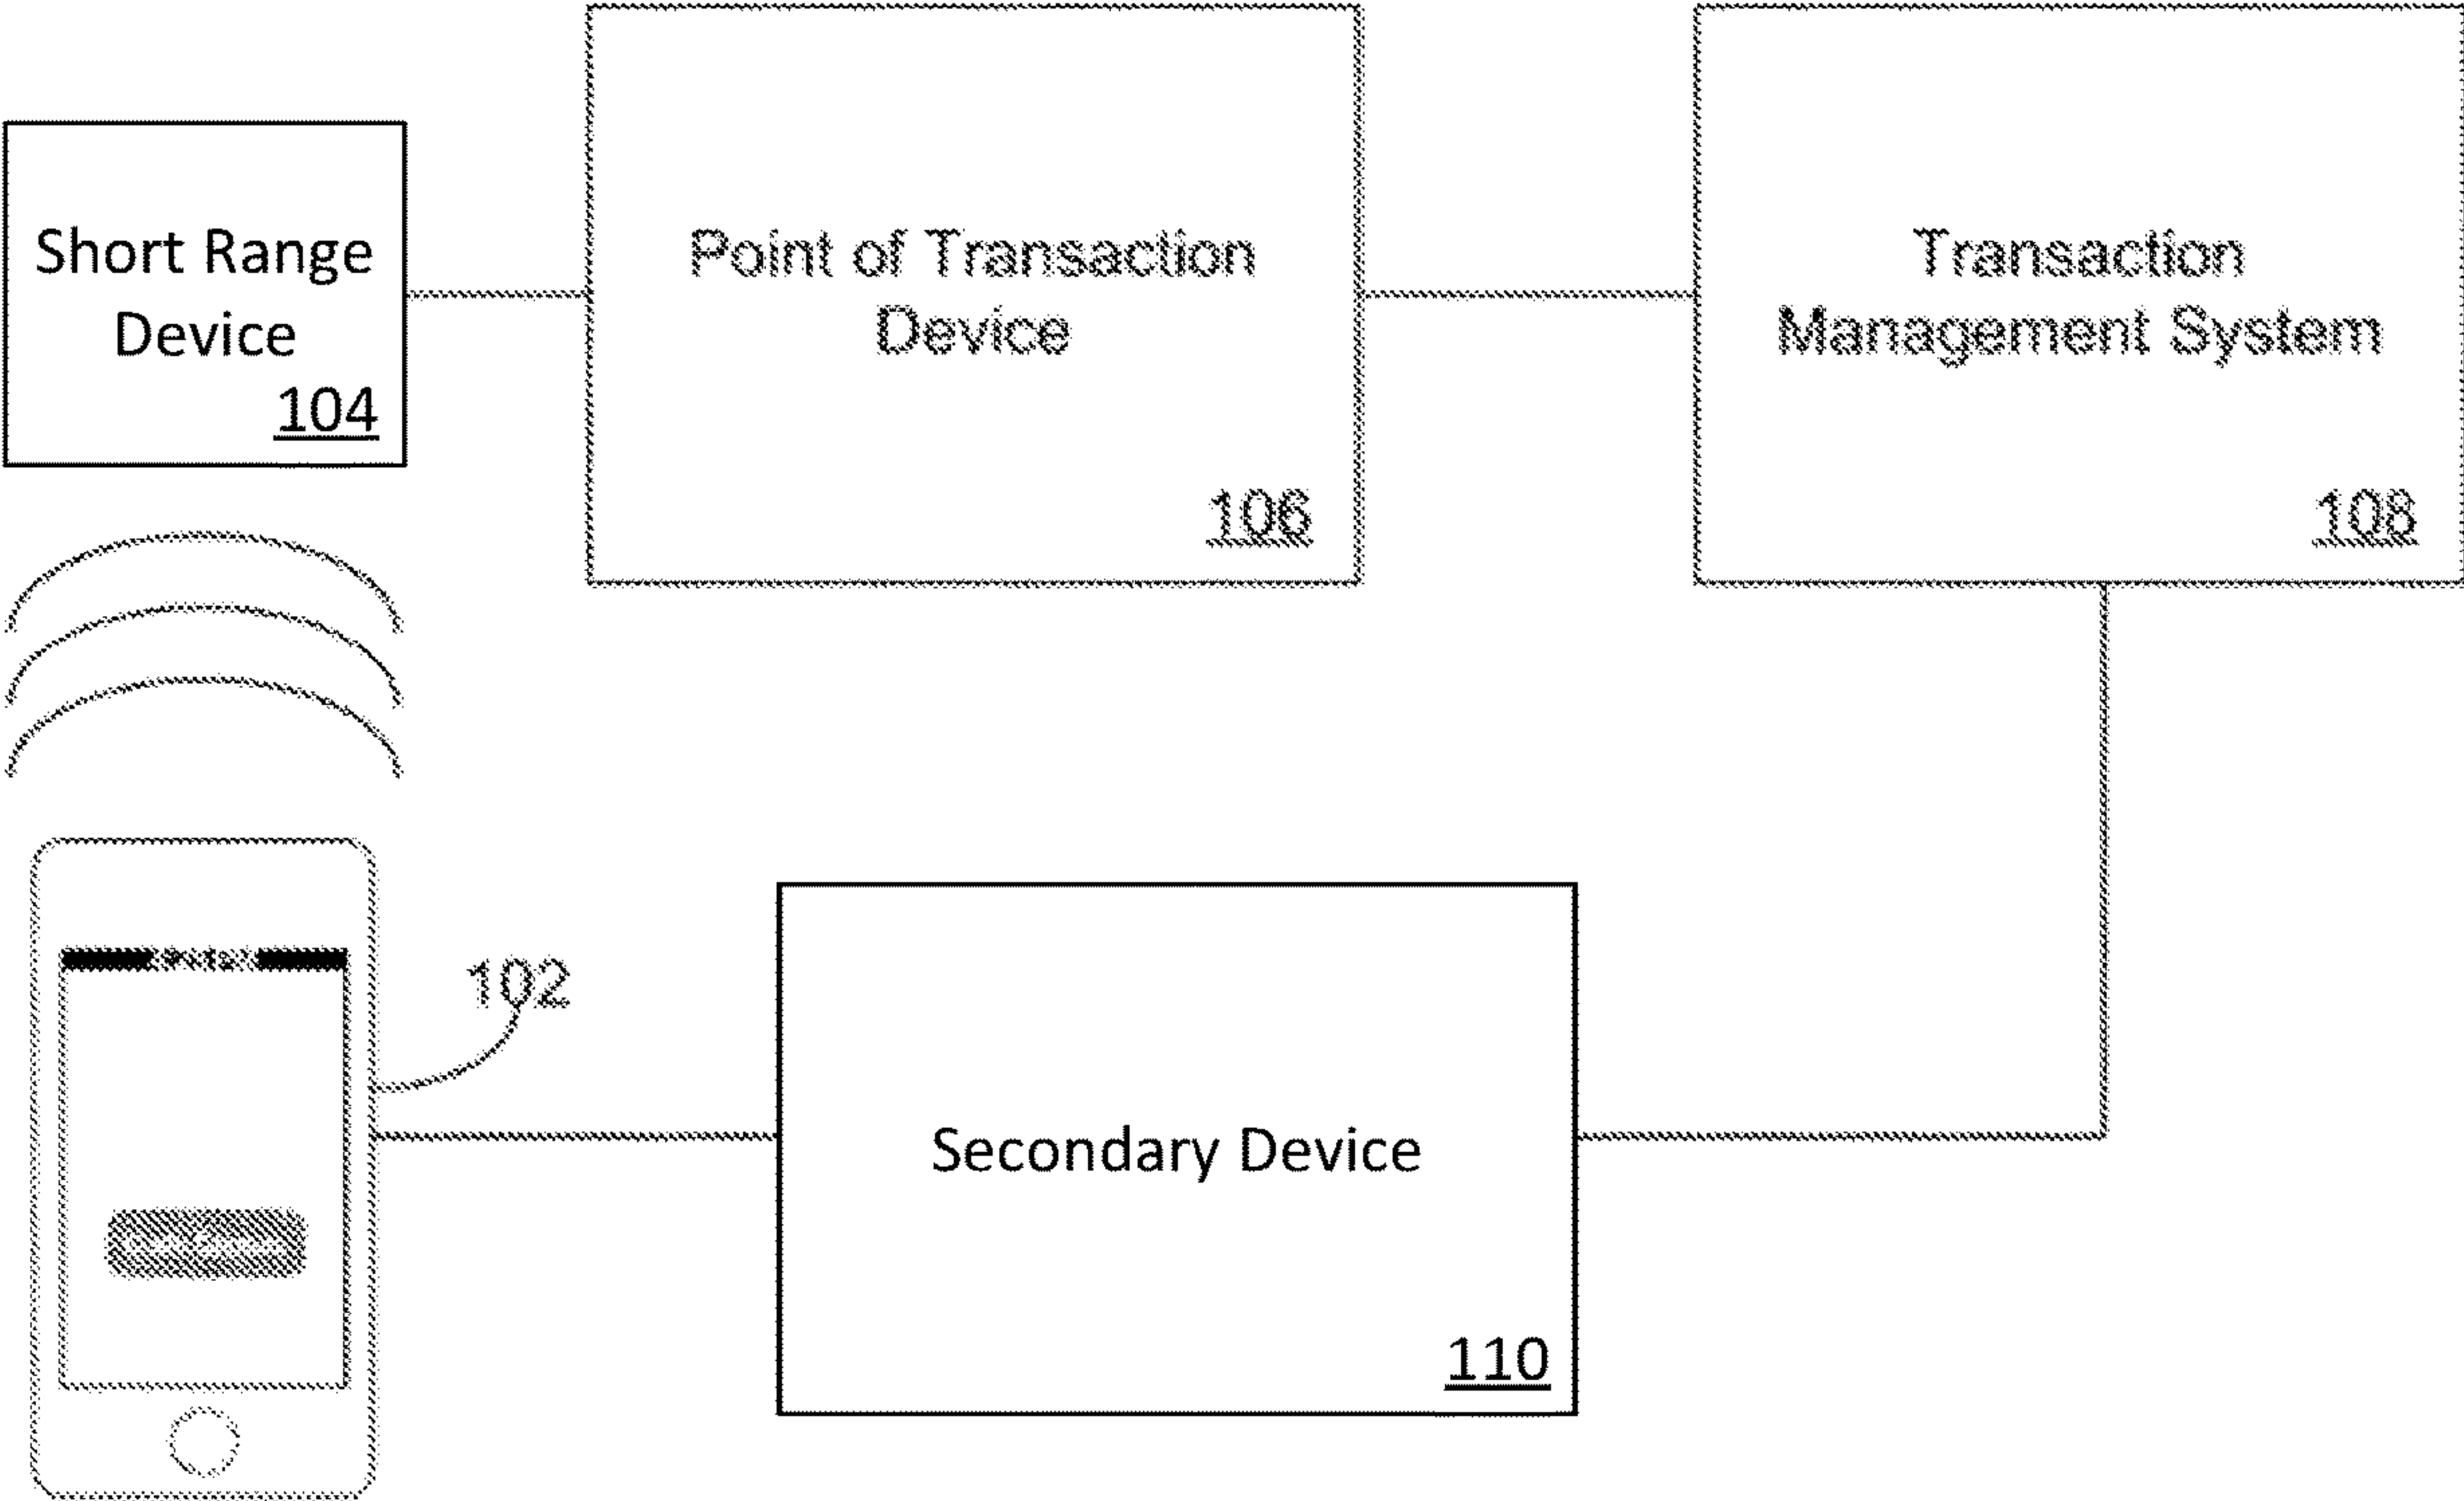 Short Range
Device
104
Point of Transaction
Device
106
Transaction
Management System
108
102
Secondary Device
110